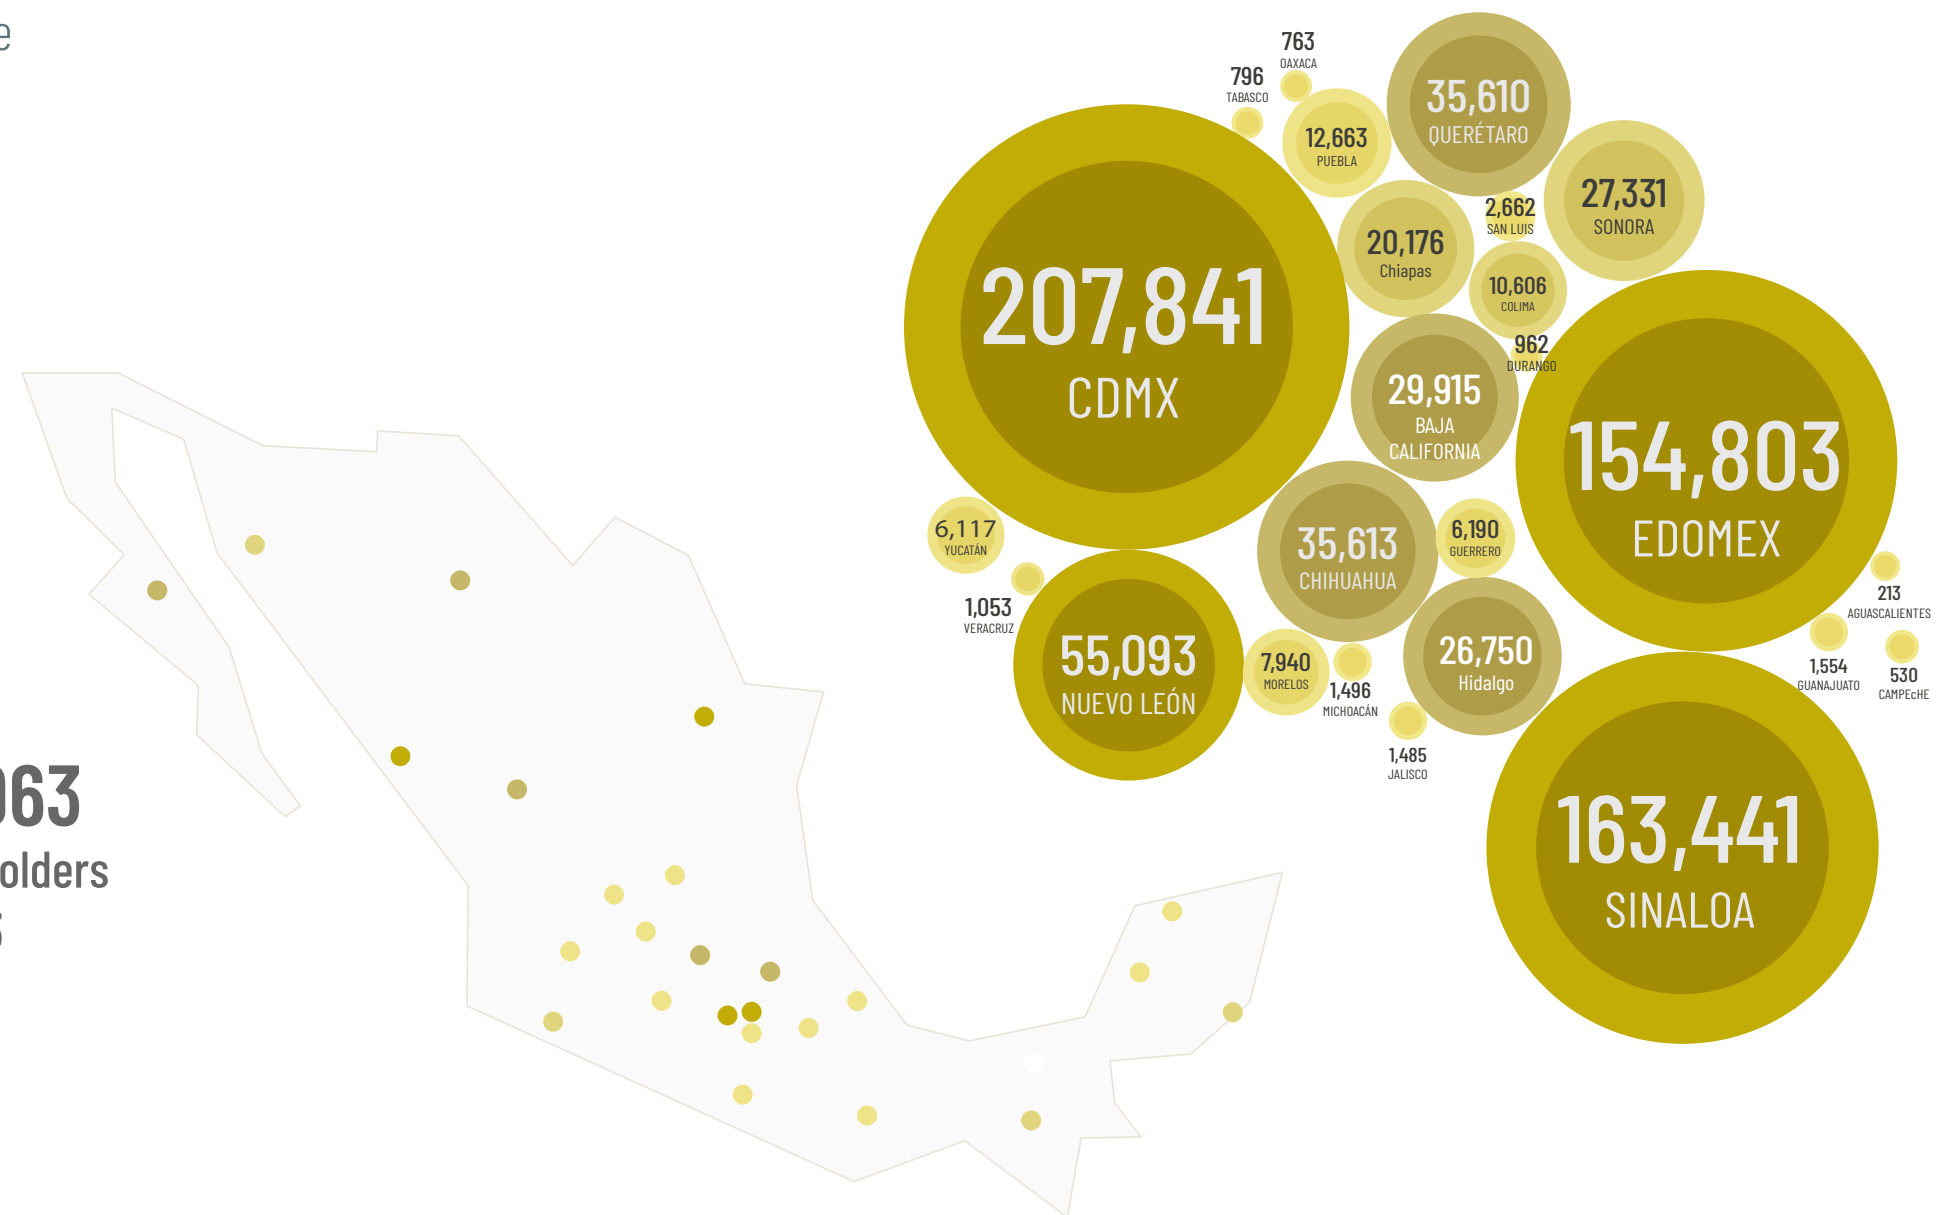 763
OAXACA
796
TABASCO
35,610
QUERÉTARO
12,663
PUEBLA
27,331
SONORA
2,662
SAN LUIS
20,176
Chiapas
207,841
CDMX
10,606
COLIMA
962
DURANGO
29,915
BAJA
CALIFORNIA
154,803
EDOMEX
6,117
YUCATÁN
35,613
CHIHUAHUA
6,190
GUERRERO
1,053
VERACRUZ
213
AGUASCALIENTES
55,093
NUEVO LEÓN
7,940
MORELOS
1,496
MICHOACÁN
26,750
Hidalgo
1,554
GUANAJUATO
530
CAMPEcHE
1,485
JALISCO
163,441
SINALOA